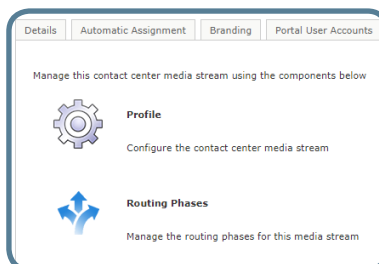 Details Automatic Assignment Branding Portal User Accounts
Manage this contact center media stream using the components below
Profile
Configure the contact center media stream
Routing Phases
Manage the routing phases for this media stream